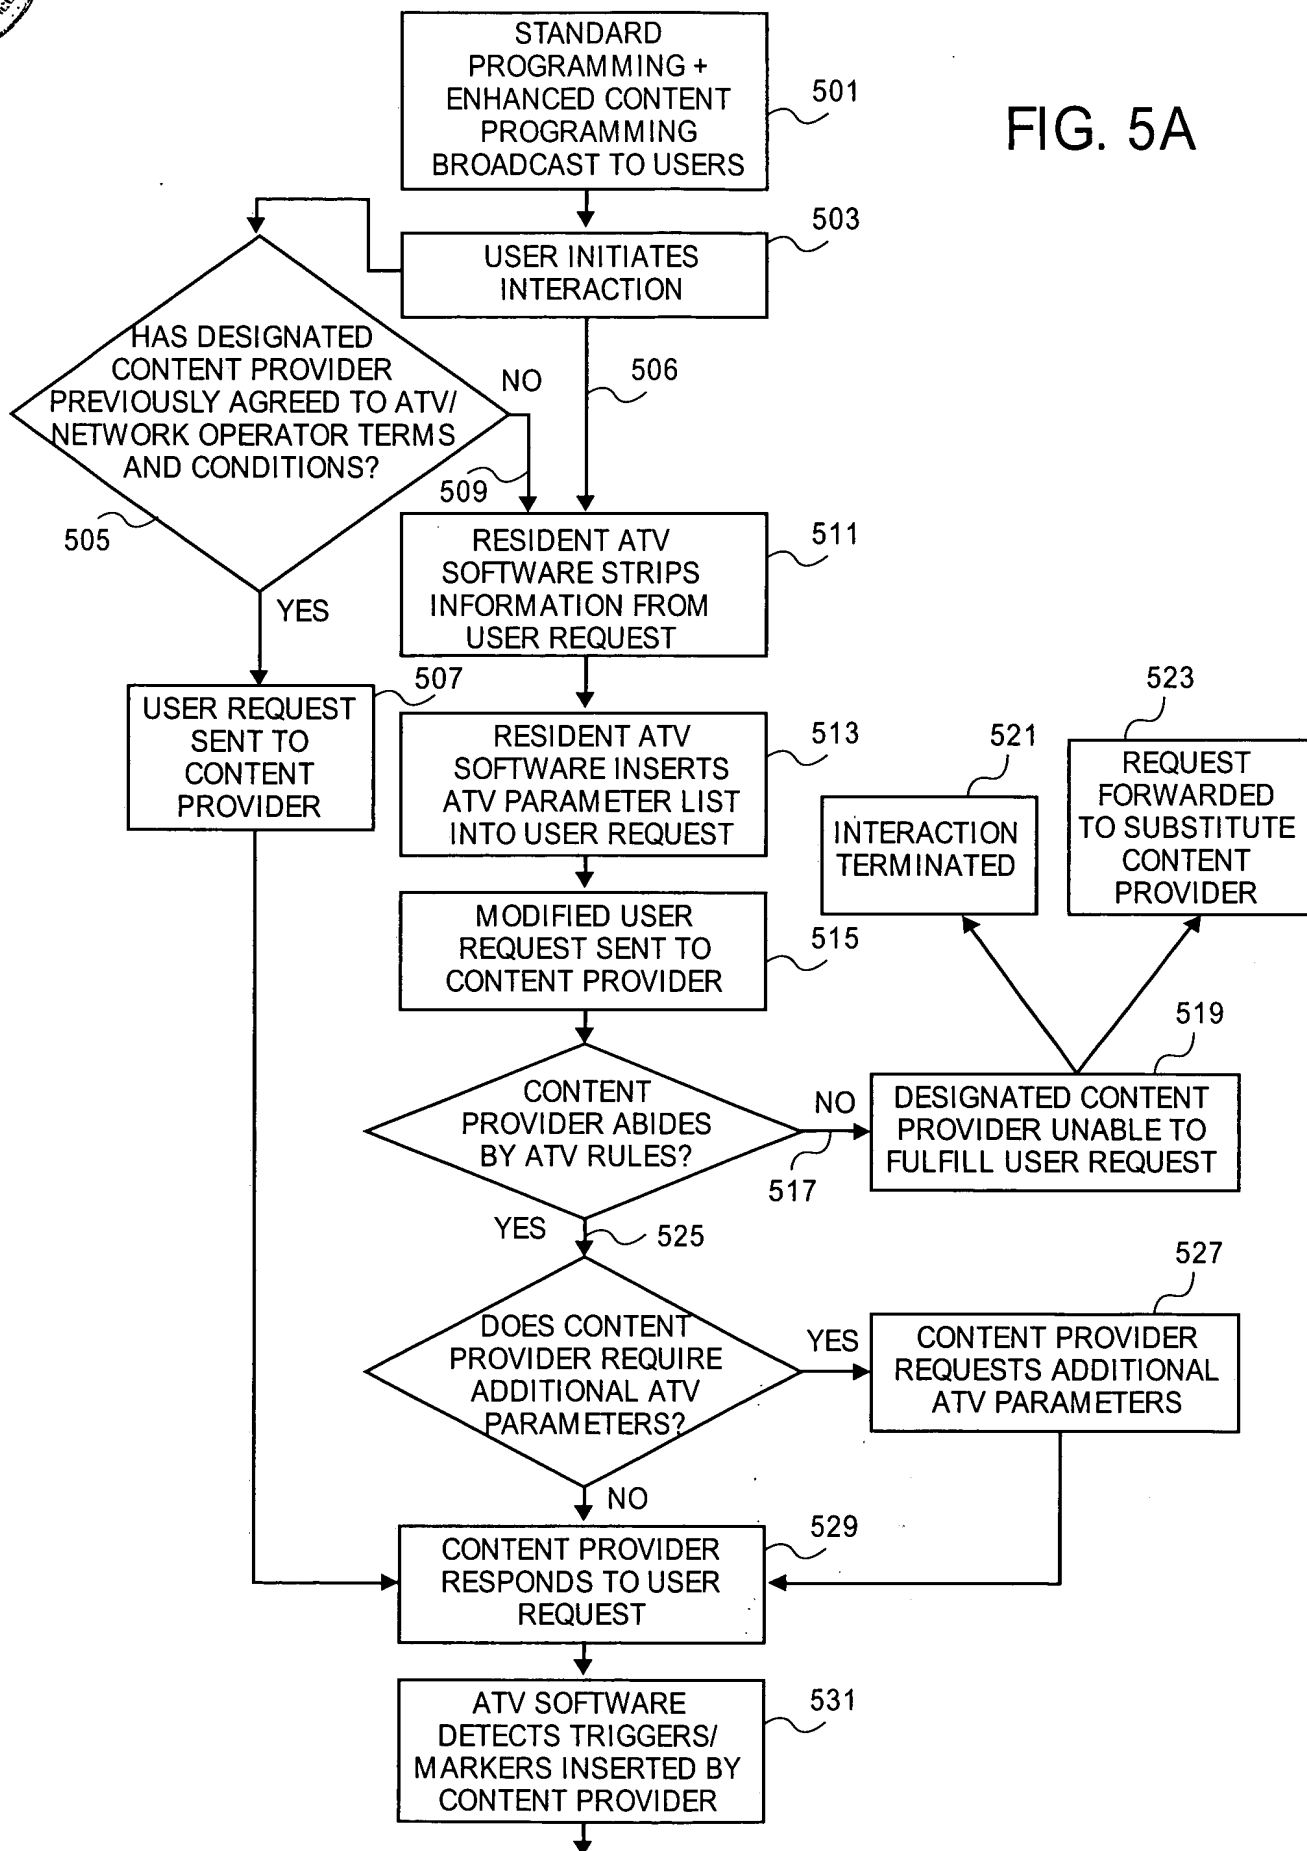 STANDARD
PROGRAMMING +
ENHANCED CONTENT
PROGRAMMING
BROADCAST TO USERS
501
FIG. 5A
503
USER INITIATES
INTERACTION
HAS DESIGNATED
CONTENT PROVIDER
PREVIOUSLY AGREED TO ATV/
NETWORK OPERATOR TERMS
AND CONDITIONS?
NO
506
509
505
YES
RESIDENT ATV
SOFTWARE STRIPS
INFORMATION FROM
USER REQUEST
511
507
USER REQUEST
SENT TO
CONTENT
PROVIDER
RESIDENT ATV
SOFTWARE INSERTS
ATV PARAMETER LIST
INTO USER REQUEST
513
521
INTERACTION
TERMINATED
523
REQUEST
FORWARDED
TO SUBSTITUTE
CONTENT
PROVIDER
MODIFIED USER
REQUEST SENT TO
CONTENT PROVIDER
515
519
CONTENT
PROVIDER ABIDES
BY ATV RULES?
NO
517
DESIGNATED CONTENT
PROVIDER UNABLE TO
FULFILL USER REQUEST
YES
525
527
DOES CONTENT
PROVIDER REQUIRE
ADDITIONAL ATV
PARAMETERS?
YES
CONTENT PROVIDER
REQUESTS ADDITIONAL
ATV PARAMETERS
NO
529
CONTENT PROVIDER
RESPONDS TO USER
REQUEST
ATV SOFTWARE
DETECTS TRIGGERS/
MARKERS INSERTED BY
CONTENT PROVIDER
531